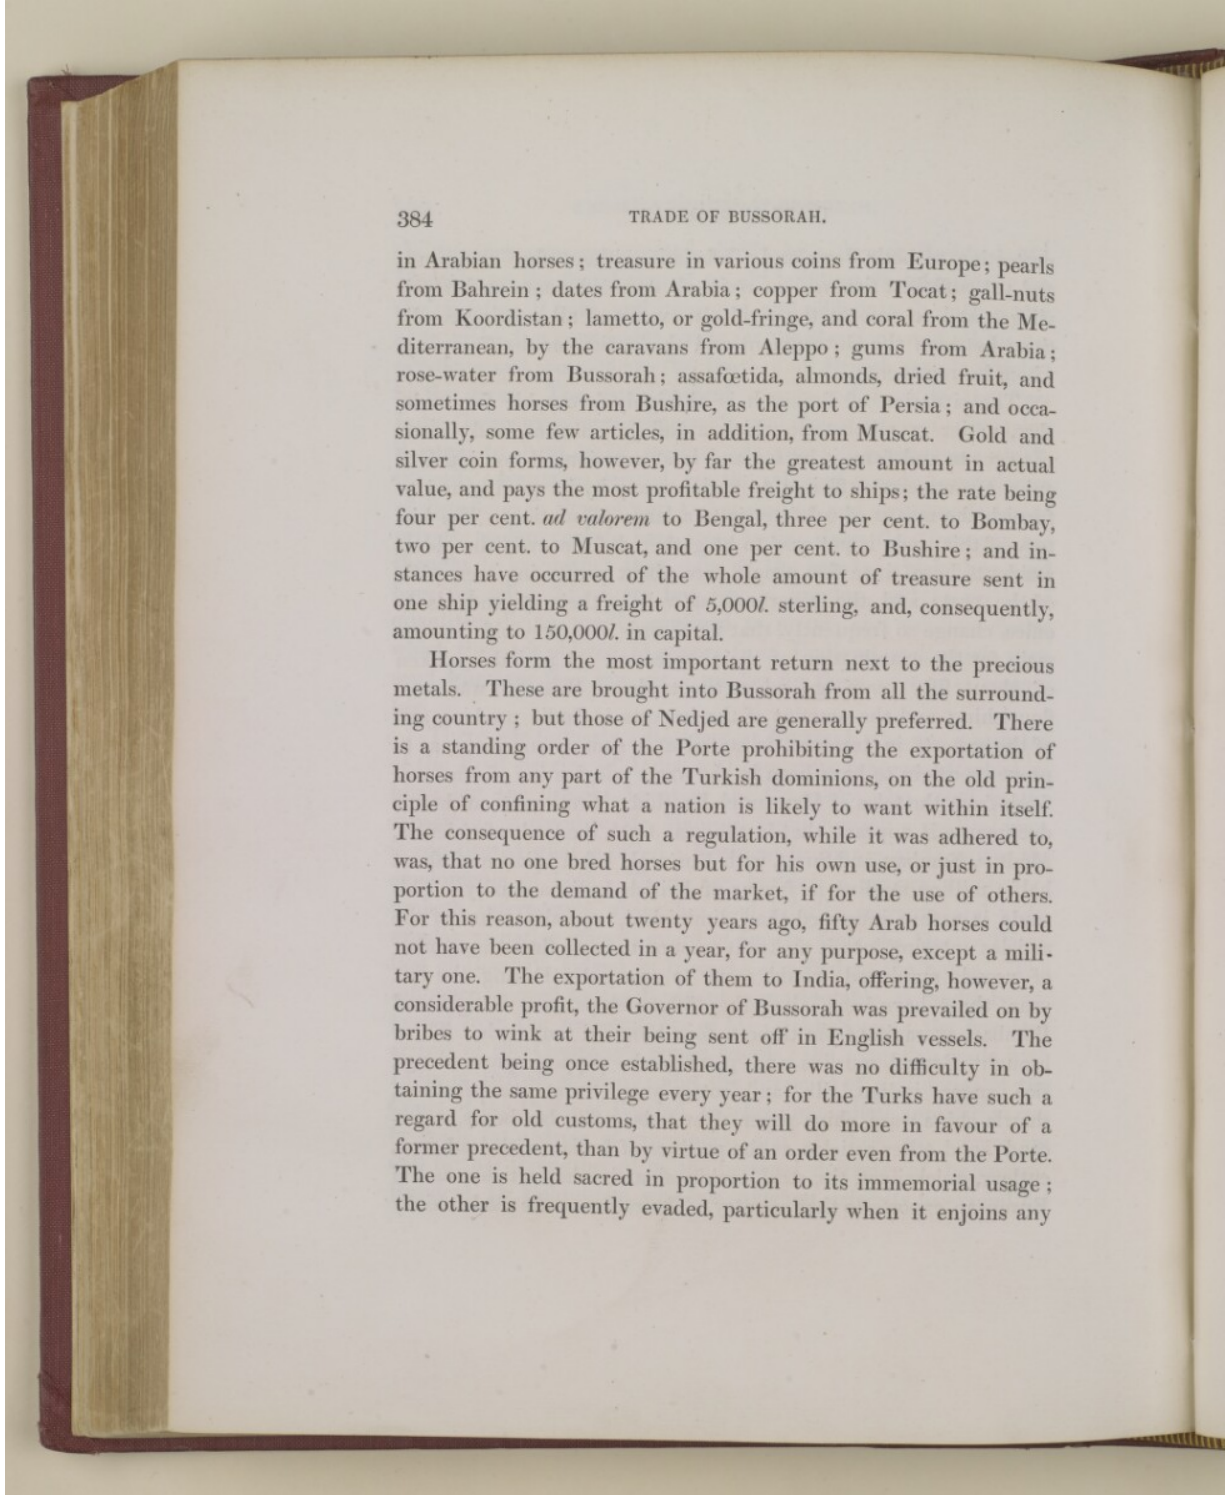 384 TRADE OF BUSSORAH.
in Arabian horses; treasure in various coins from Europe; pearls
from Bahrein; dates from Arabia; copper from Tocat; gall-nuts
from Koordistan; lametto, or gold-fringe, and coral from the Me-
diterranean, by the caravans from Aleppo; gums from Arabia;
rose-water from Bussorah; assafœtida, almonds, dried fruit, and
sometimes horses from Bushire, as the port of Persia; and occa-
sionally, some few articles, in addition, from Muscat. Gold and
silver coin forms, however, by far the greatest amount in actual
value, and pays the most profitable freight to ships; the rate being
four per cent. ad valorem to Bengal, three per cent. to Bombay,
two per cent. to Muscat, and one per cent. to Bushire; and in-
stances have occurred of the whole amount of treasure sent in
one ship yielding a freight of 5,000l. sterling, and, consequently,
amounting to 150,000l. in capital.
Horses form the most important return next to the precious
metals. These are brought into Bussorah from all the surround-
ing country; but those of Nedjed are generally preferred. There
is a standing order of the Porte prohibiting the exportation of
horses from any part of the Turkish dominions, on the old prin-
ciple of confining what a nation is likely to want within itself.
The consequence of such a regulation, while it was adhered to,
was, that no one bred horses but for his own use, or just in pro-
portion to the demand of the market, if for the use of others.
For this reason, about twenty years ago, fifty Arab horses could
not have been collected in a year, for any purpose, except a mili-
tary one. The exportation of them to India, offering, however, a
considerable profit, the Governor of Bussorah was prevailed on by
bribes to wink at their being sent off in English vessels. The
precedent being once established, there was no difficulty in ob-
taining the same privilege every year; for the Turks have such a
regard for old customs, that they will do more in favour of a
former precedent, than by virtue of an order even from the Porte.
The one is held sacred in proportion to its immemorial usage;
the other is frequently evaded, particularly when it enjoins any